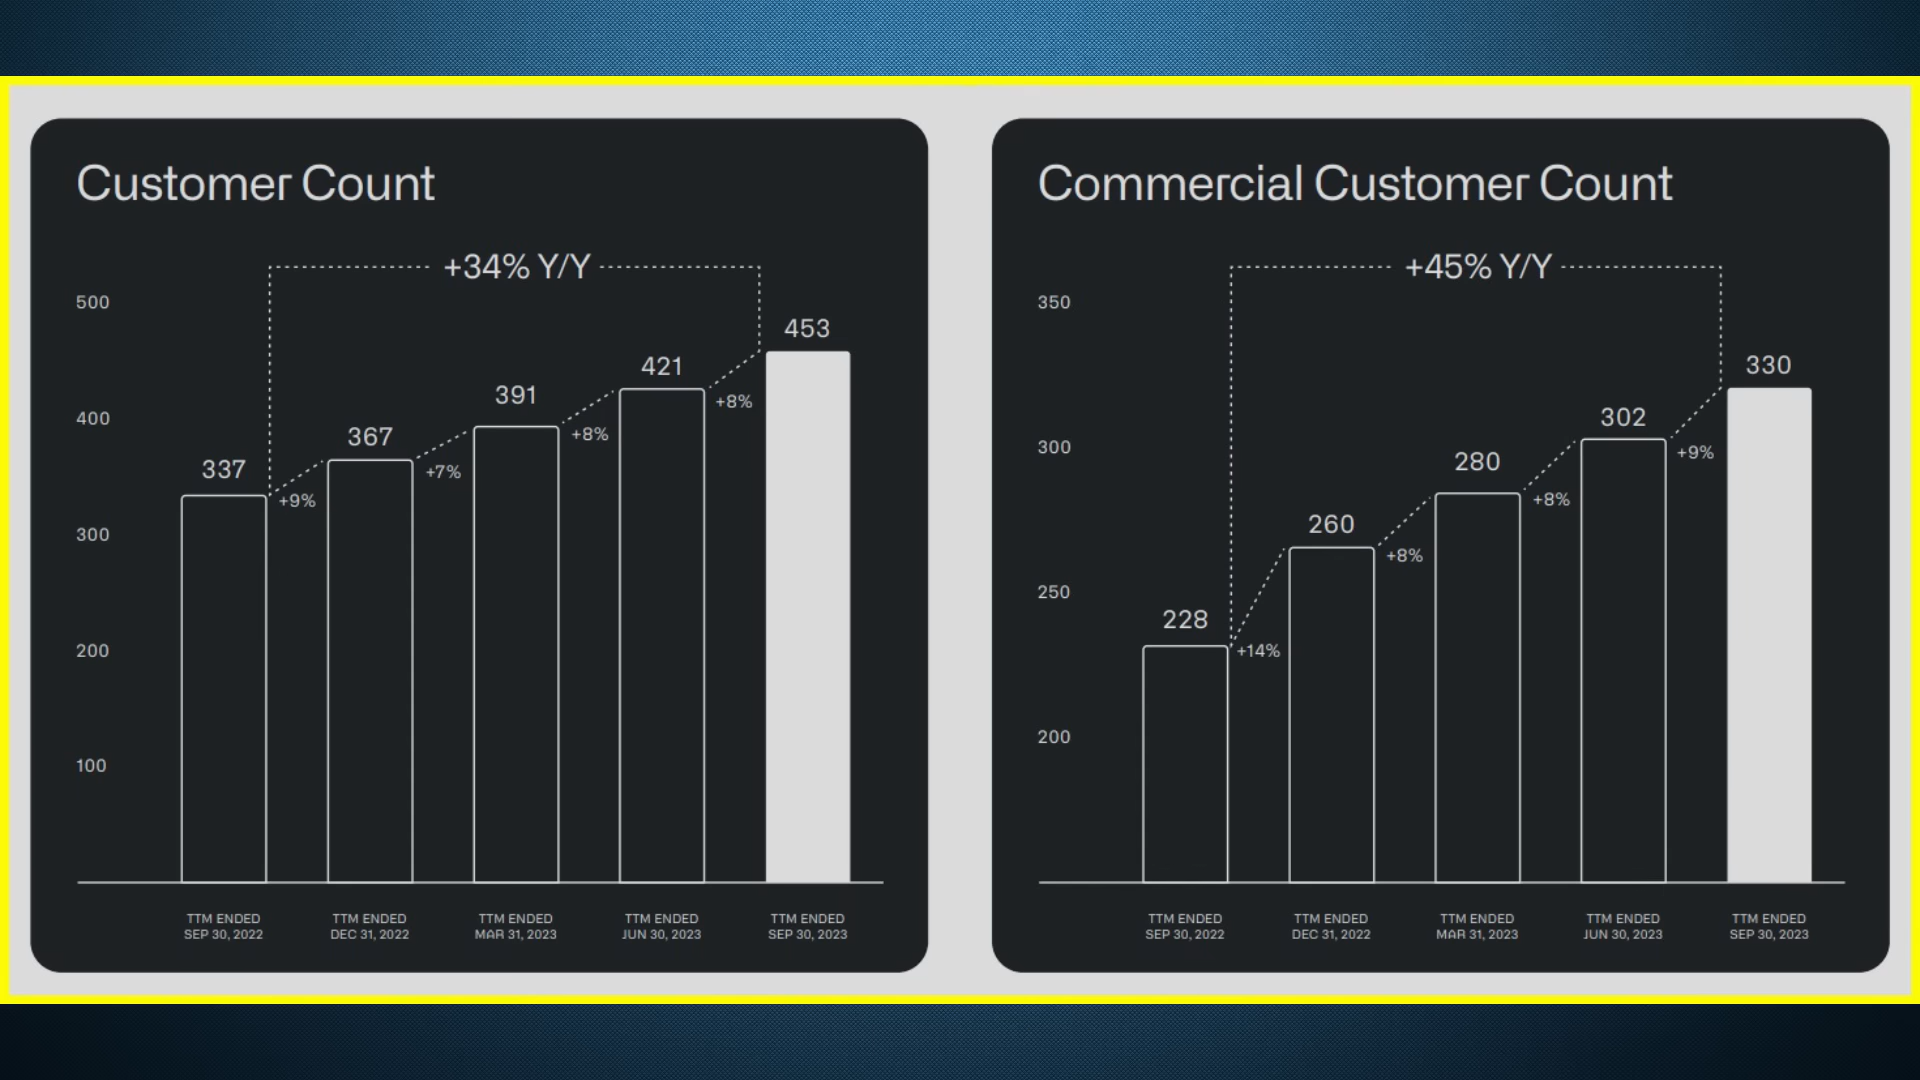 Customer Count
+34% Y/Y
500
400
300
200
100
337
+9%
367
+7%
391
+8%
421
+8%
453
TTM ENDED
SEP 30, 2022
TTM ENDED
DEC 31, 2022
TTM ENDED
MAR 31, 2023
TTM ENDED
JUN 30, 2023
TTM ENDED
SEP 30, 2023
Commercial Customer Count
+45% Y/Y
350
300
250
200
228
+14%
260
+8%
280
+8%
302
+9%
330
TTM ENDED
SEP 30, 2022
TTM ENDED
DEC 31, 2022
TTM ENDED
MAR 31, 2023
TTM ENDED
JUN 30, 2023
TTM ENDED
SEP 30, 2023